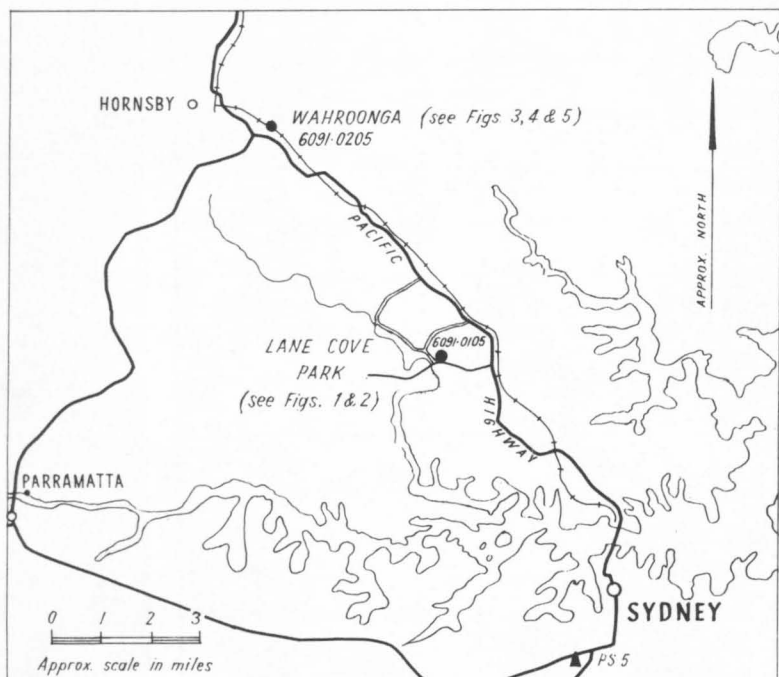 HORNSBY
WAHROONGA (see Figs. 3, 4 & 5)
6091·0205
PACIFIC
APPROX. NORTH
6091·0105
LANE COVE
PARK
(see Figs. 1 & 2)
HIGHWAY
PARRAMATTA
0 1 2 3
Approx. scale in miles
SYDNEY
PS 5